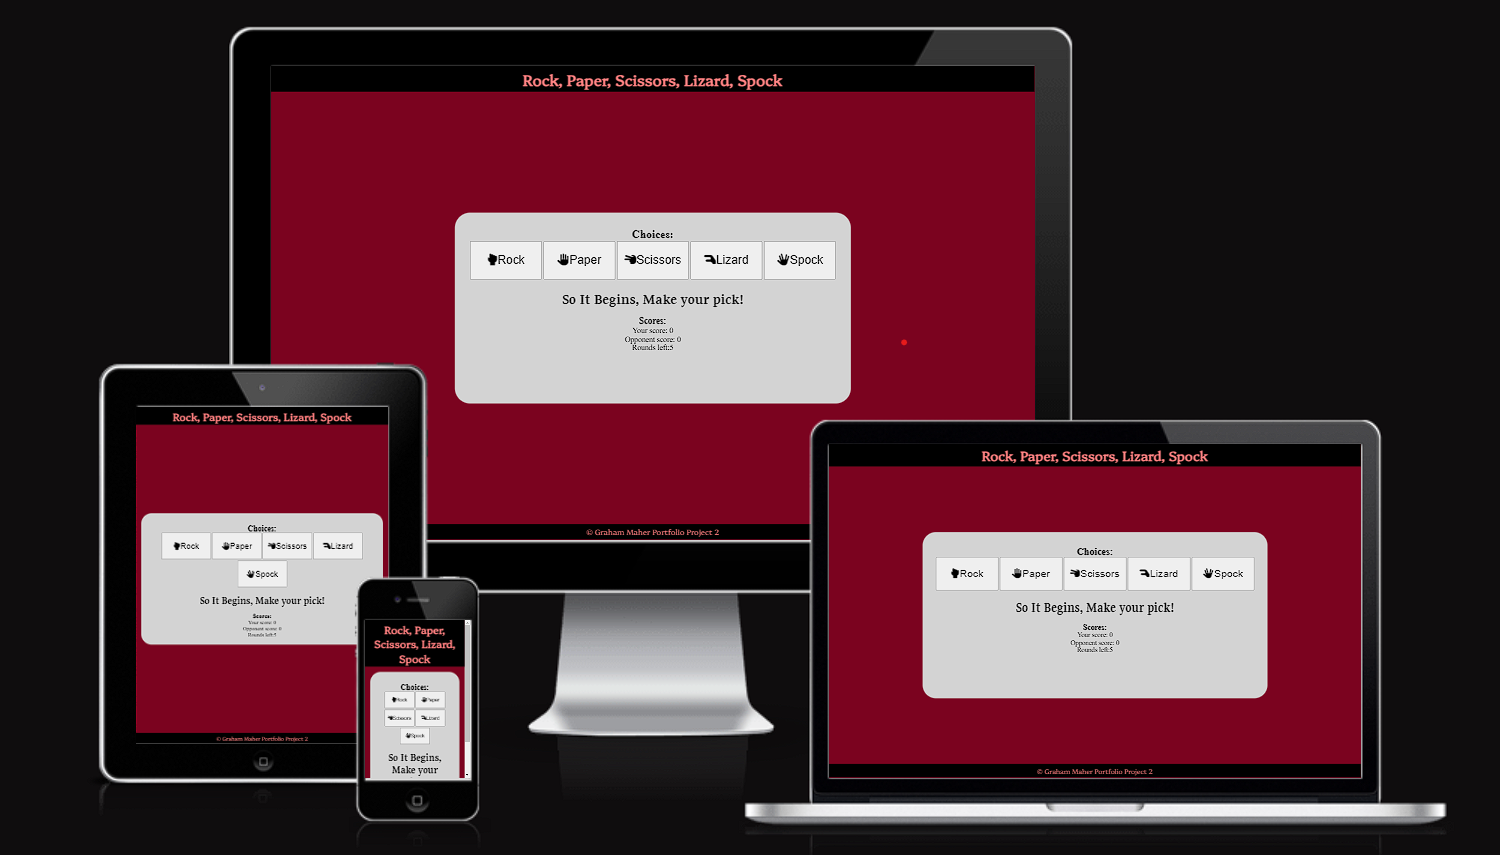 Rock, Paper, Scissors, Lizard, Spock
Choices:
Rock Paper Scissors Lizard Spock
So It Begins, Make your pick!
Scores:
Your score: 0
Opponent score: 0
Rounds left:5
© Graham Maher Portfolio Project 2
Rock, Paper, Scissors, Lizard, Spock
Choices:
Rock Paper Scissors Lizard
Spock
So It Begins, Make your pick!
Scores:
Your score: 0
Opponent score: 0
Rounds left:5
© Graham Maher Portfolio Project 2
Rock, Paper,
Scissors, Lizard,
Spock
Choices:
Rock Paper
Scissors Lizard
Spock
So It Begins,
Make your
Rock, Paper, Scissors, Lizard, Spock
Choices:
Rock Paper Scissors Lizard Spock
So It Begins, Make your pick!
Scores:
Your score: 0
Opponent score: 0
Rounds left:5
© Graham Maher Portfolio Project 2